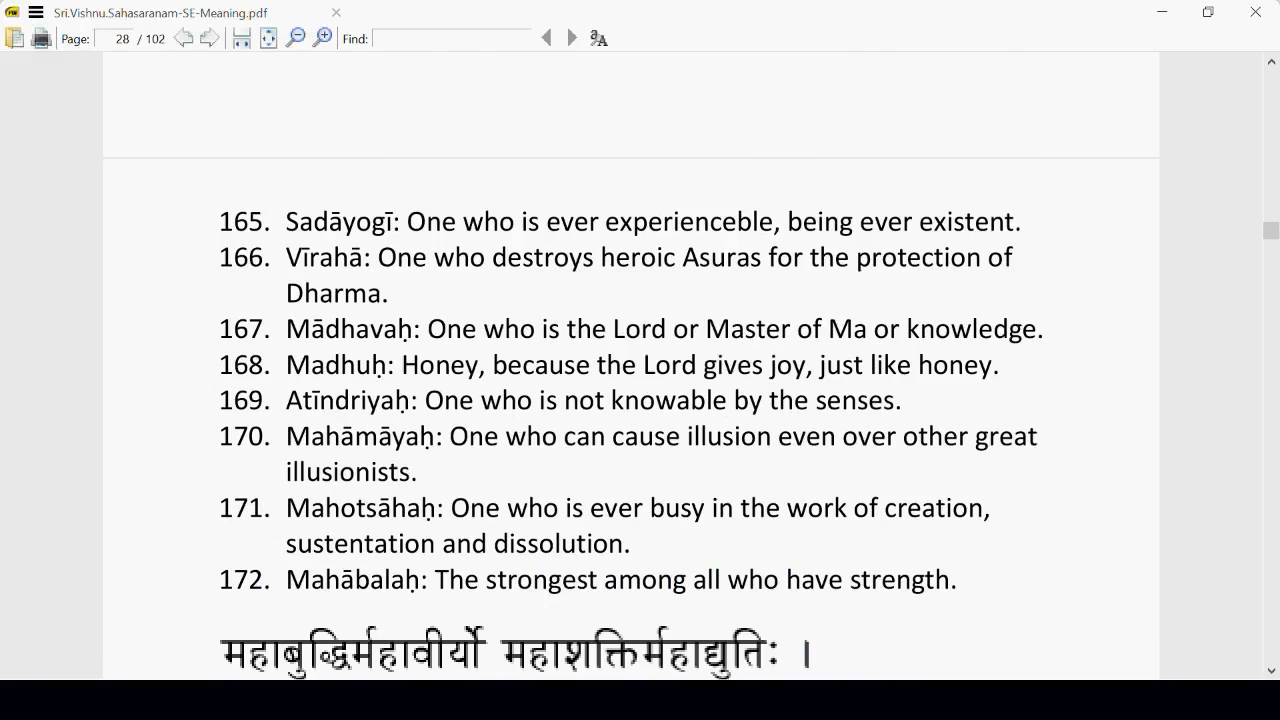 Sri.Vishnu.Sahasaranam-SE-Meaning.pdf
Page: 28 / 102 Find:
165. Sadāyogī: One who is ever experienceble, being ever existent.
166. Vīrahā: One who destroys heroic Asuras for the protection of
Dharma.
167. Mādhavaḥ: One who is the Lord or Master of Ma or knowledge.
168. Madhuḥ: Honey, because the Lord gives joy, just like honey.
169. Atīndriyaḥ: One who is not knowable by the senses.
170. Mahāmāyaḥ: One who can cause illusion even over other great
illusionists.
171. Mahotsāhaḥ: One who is ever busy in the work of creation,
sustentation and dissolution.
172. Mahābalaḥ: The strongest among all who have strength.
महाबुद्धिर्महावीर्यो महाशक्तिर्महाद्युतिः ।